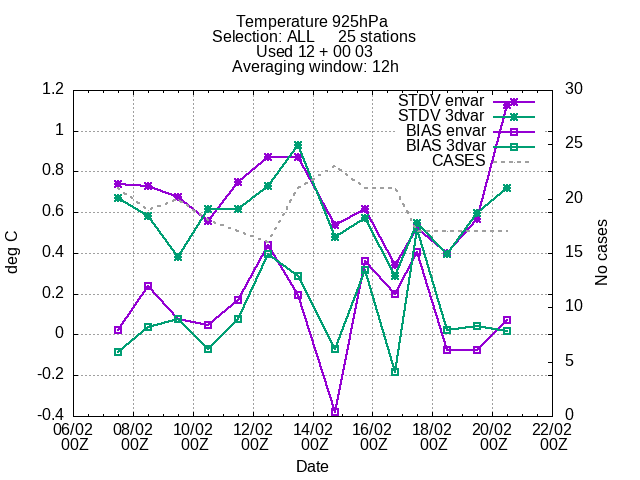 Temperature 925hPa
Selection: ALL 25 stations
Used 12 + 00 03
Averaging window: 12h
STDV envar
STDV 3dvar
BIAS envar
BIAS 3dvar
CASES
deg C
1.2
1
0.8
0.6
0.4
0.2
0
-0.2
-0.4
No cases
30
25
20
15
10
5
0
06/02 08/02 10/02 12/02 14/02 16/02 18/02 20/02 22/02
00Z 00Z 00Z 00Z 00Z 00Z 00Z 00Z 00Z
Date